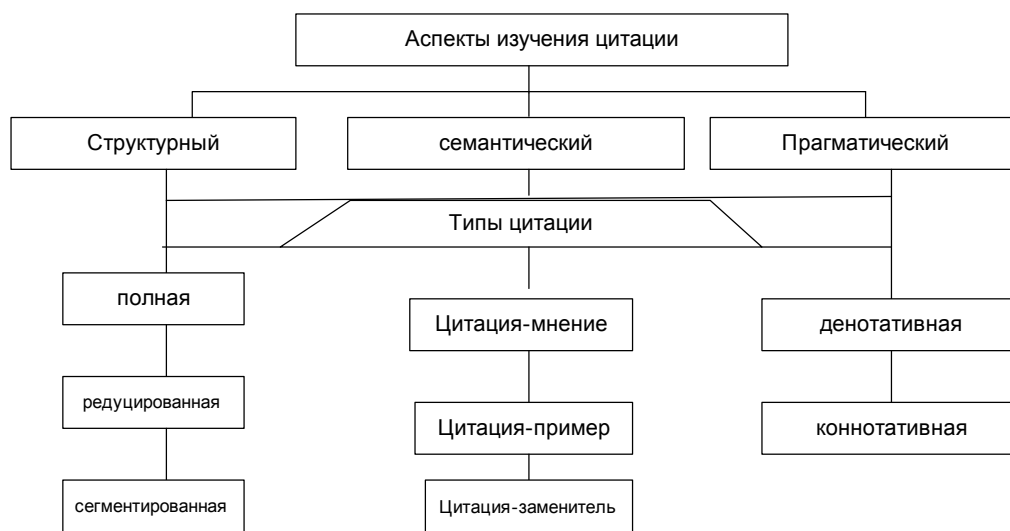 Аспекты изучения цитации
Структурный
семантический
Прагматический
Типы цитации
полная
Цитация-мнение
денотативная
редуцированная
Цитация-пример
коннотативная
сегментированная
Цитация-заменитель